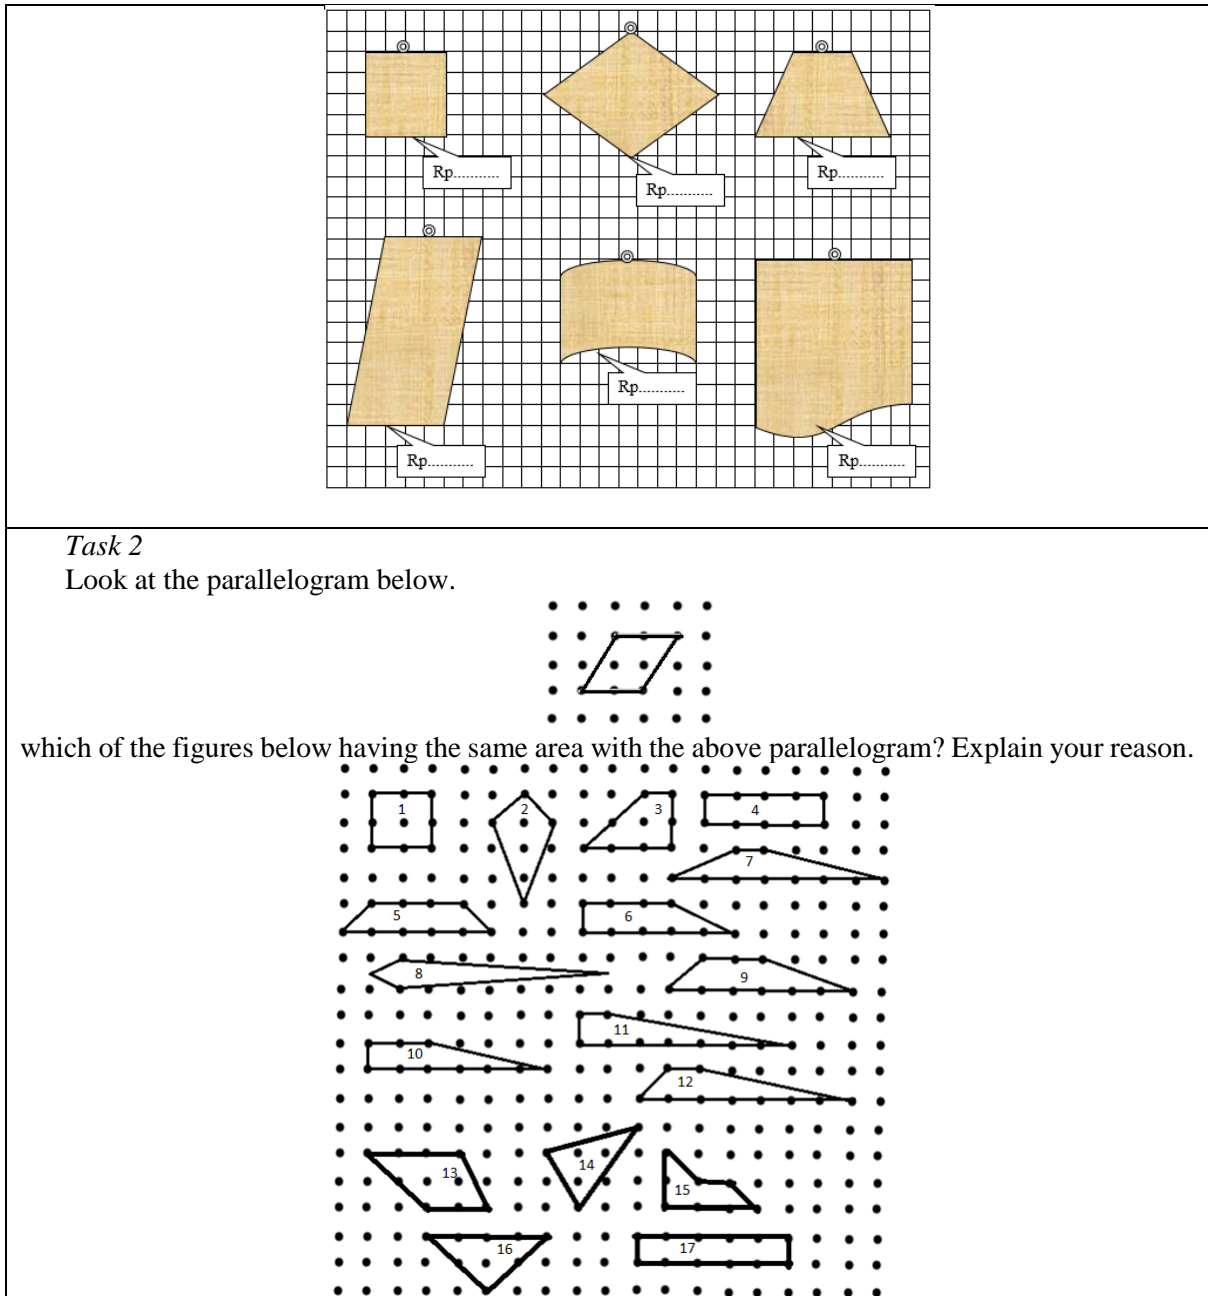 Rp...........
Rp...........
Rp...........
Rp...........
Rp...........
Rp...........
Task 2
Look at the parallelogram below.
which of the figures below having the same area with the above parallelogram? Explain your reason.
1
2
3
4
7
5
6
8
9
11
10
12
13
14
15
16
17